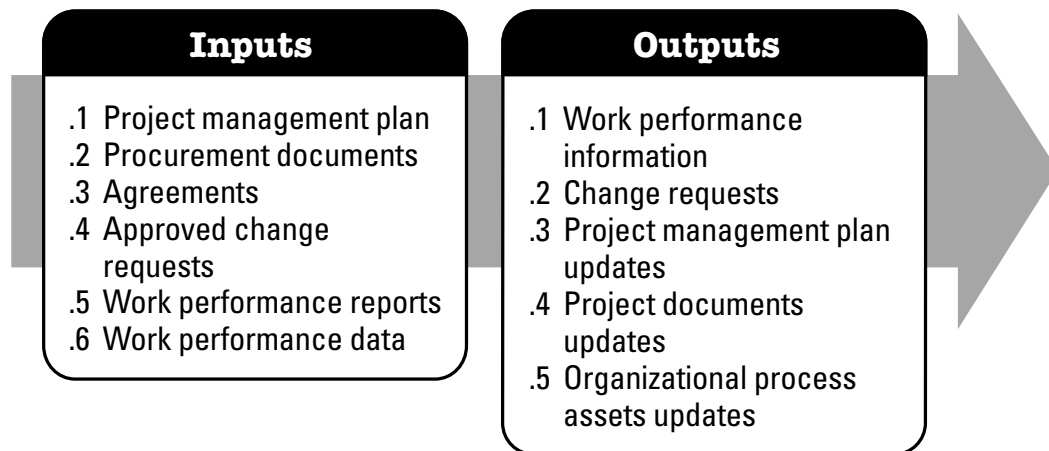 Inputs
.1 Project management plan
.2 Procurement documents
.3 Agreements
.4 Approved change
requests
.5 Work performance reports
.6 Work performance data
Outputs
.1 Work performance
information
.2 Change requests
.3 Project management plan
updates
.4 Project documents
updates
.5 Organizational process
assets updates